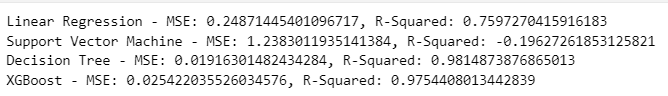 Linear Regression - MSE: 0.24871445401096717, R-Squared: 0.7597270415916183
Support Vector Machine - MSE: 1.2383011935141384, R-Squared: -0.19627261853125821
Decision Tree - MSE: 0.01916301482434284, R-Squared: 0.9814873876865013
XGBoost - MSE: 0.025422035526034576, R-Squared: 0.9754408013442839